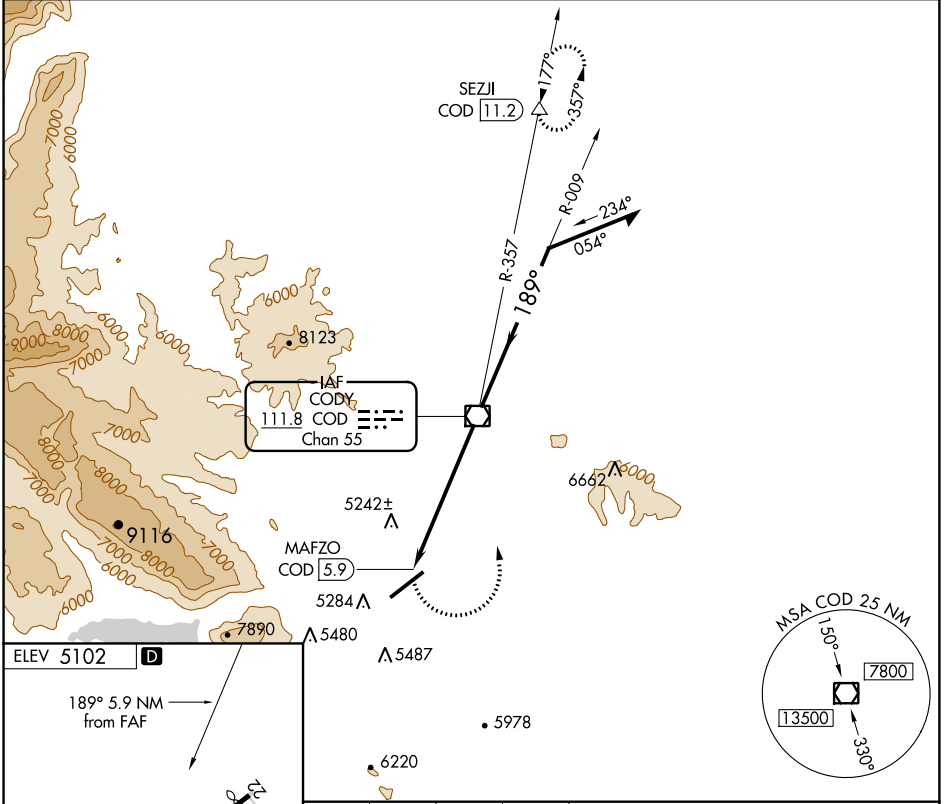 7000
6000
177°
357°
SEZJI
COD 11.2
R-009
234°
054°
R-357
189°
6000
8123
6000
6000
9000
8000
7000
IAF
CODY
111.8 COD
Chan 55
7000
8000
7000
8000
6662
6000
5242±
9116
7000
8000
7000
6000
MAFZO
COD 5.9
6000
5284
7890
5480
5487
MSA COD 25 NM
150°
7800
13500
330°
ELEV 5102 D
189° 5.9 NM
from FAF
5978
6220
22